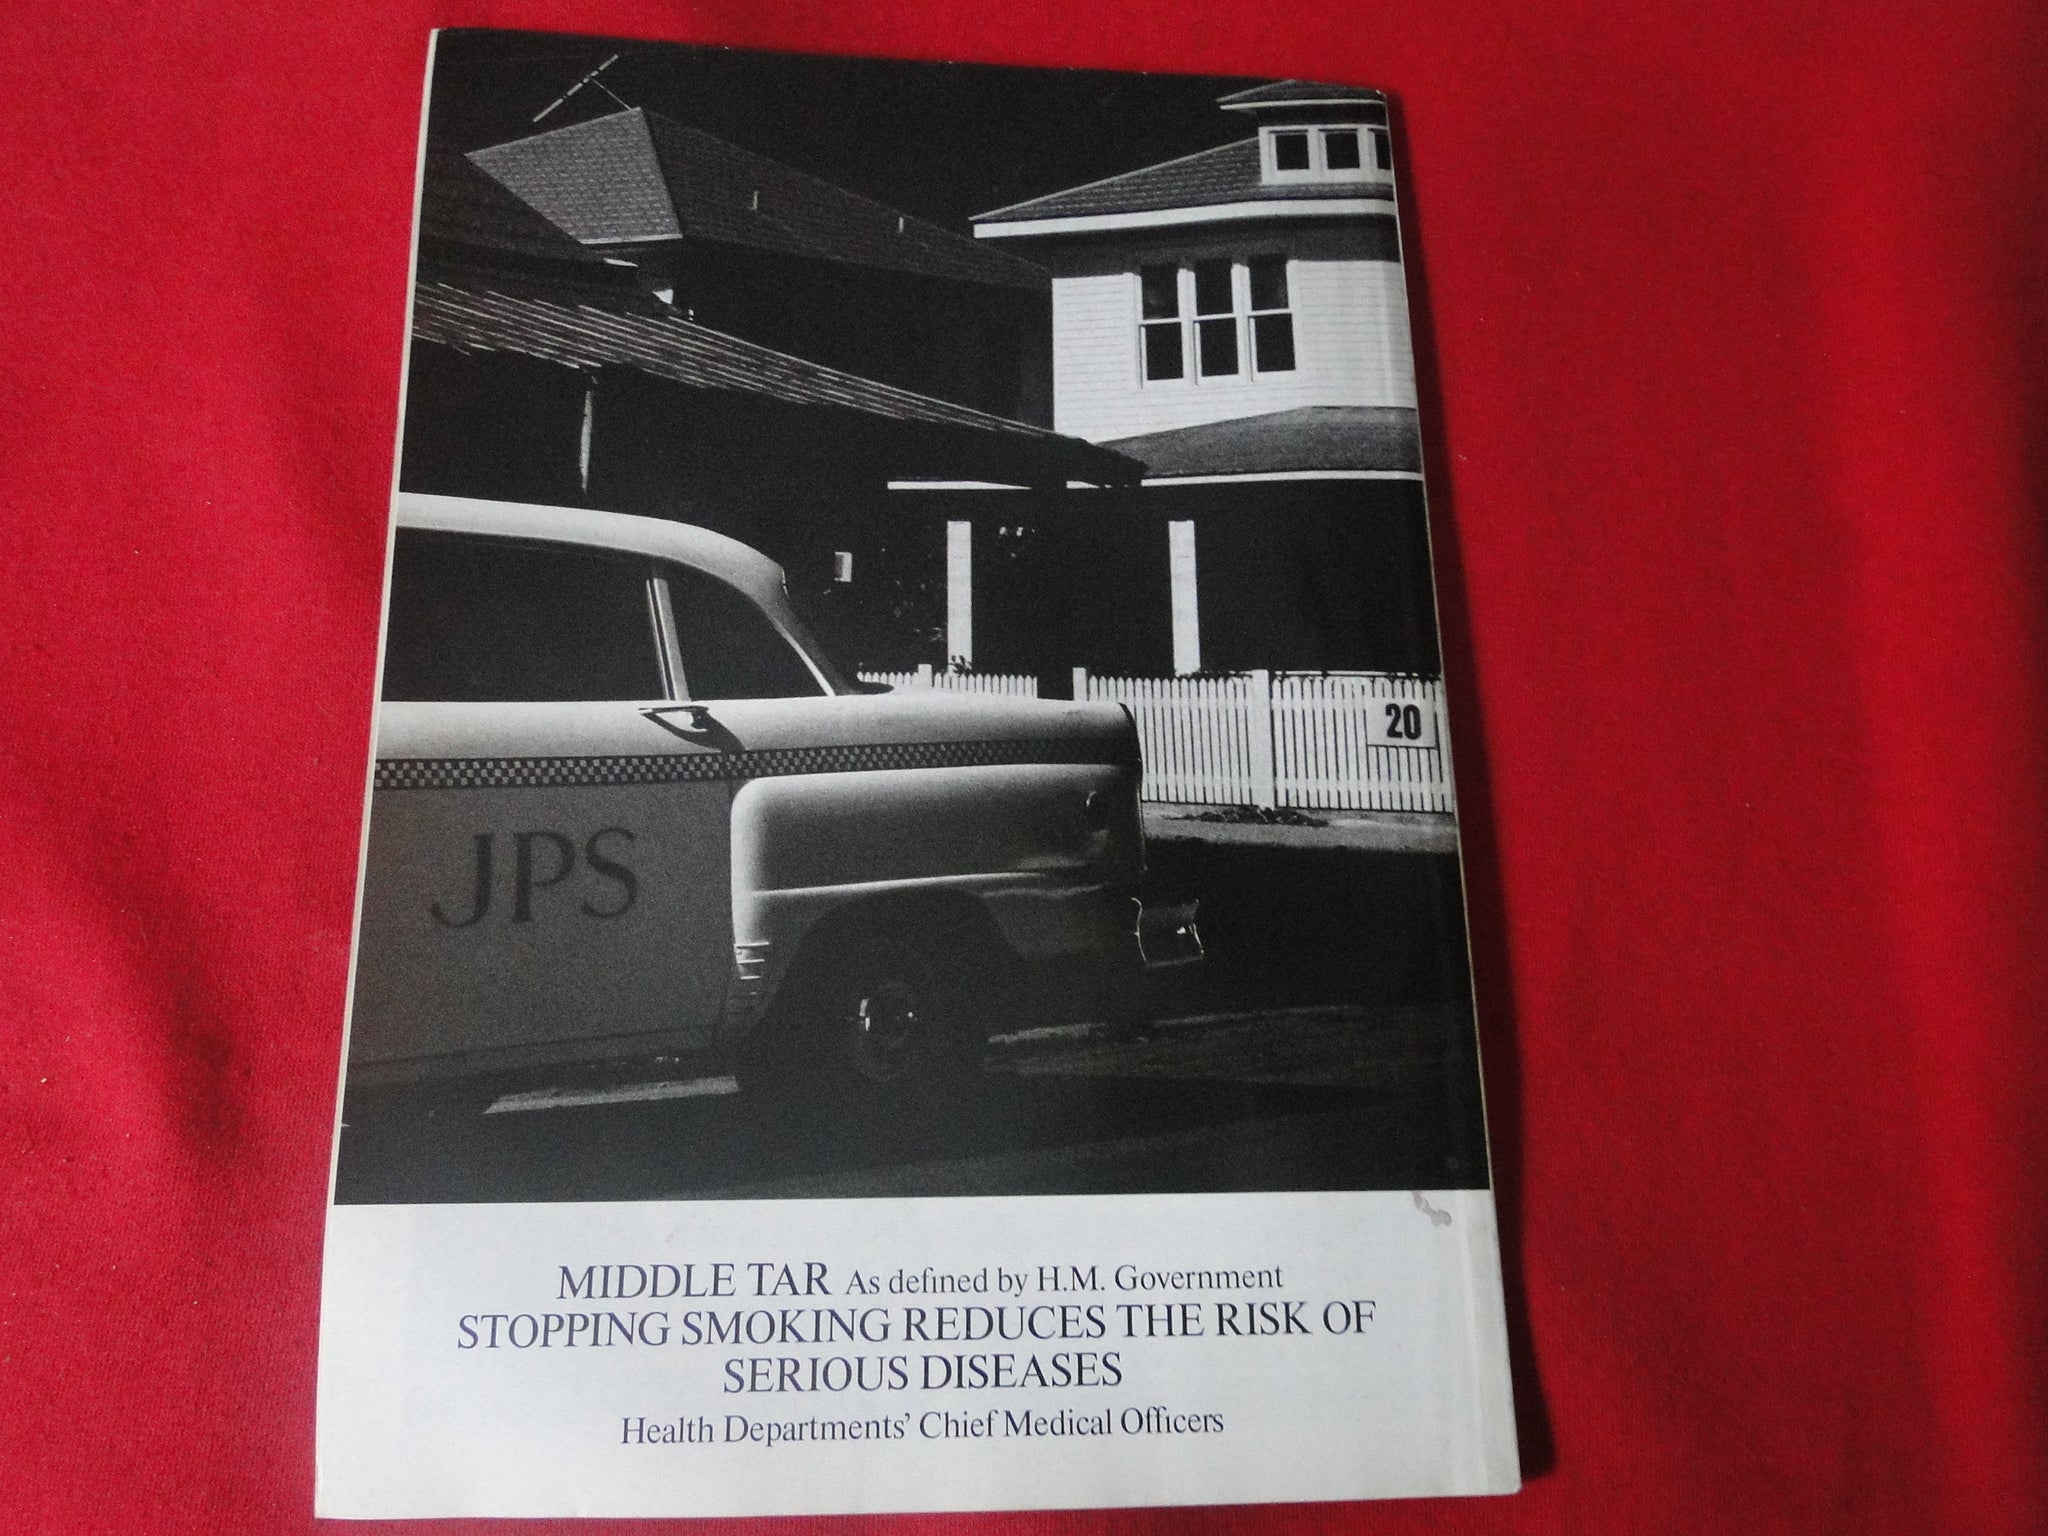 20
JPS
MIDDLE TAR As defined by H.M. Government
STOPPING SMOKING REDUCES THE RISK OF
SERIOUS DISEASES
Health Departments' Chief Medical Officers